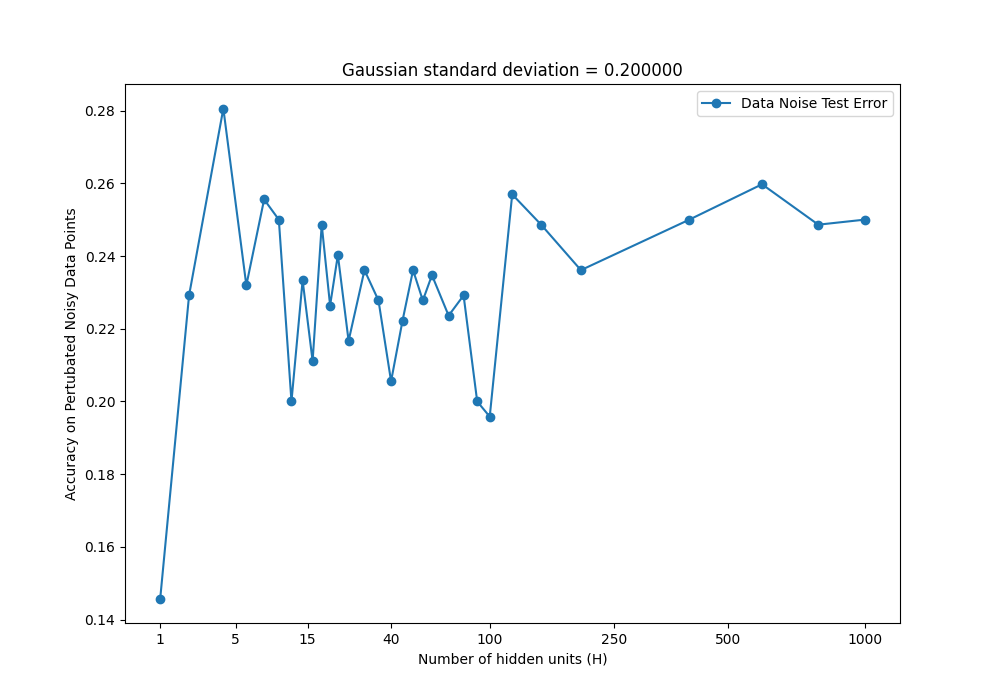 Gaussian standard deviation = 0.200000
Data Noise Test Error
Accuracy on Pertubated Noisy Data Points
0.28
0.26
0.24
0.22
0.20
0.18
0.16
0.14
1 5 15 40 100 250 500 1000
Number of hidden units (H)